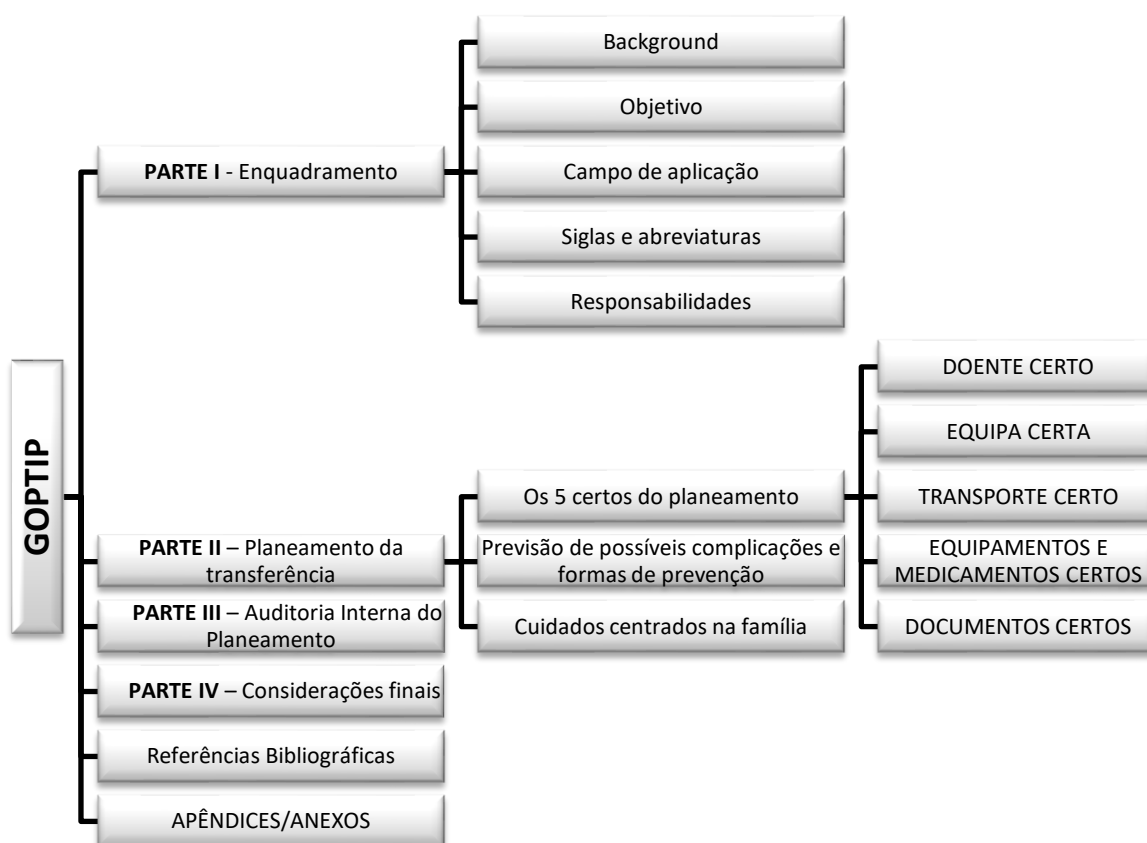 GOPTIP
PARTE I - Enquadramento
Background
Objetivo
Campo de aplicação
Siglas e abreviaturas
Responsabilidades
PARTE II – Planeamento da
transferência
Os 5 certos do planeamento
DOENTE CERTO
EQUIPA CERTA
TRANSPORTE CERTO
EQUIPAMENTOS E
MEDICAMENTOS CERTOS
DOCUMENTOS CERTOS
Previsão de possíveis complicações e
formas de prevenção
Cuidados centrados na família
PARTE III – Auditoria Interna do
Planeamento
PARTE IV – Considerações finais
Referências Bibliográficas
APÊNDICES/ANEXOS